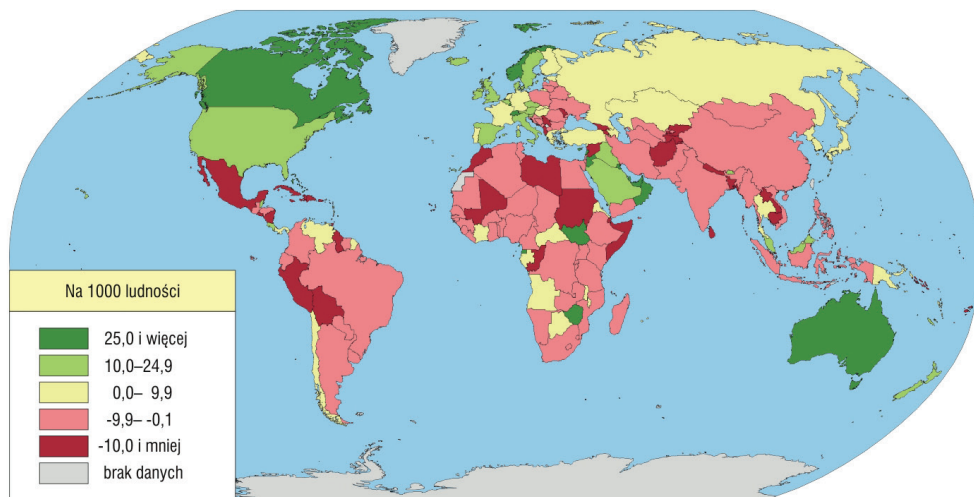 Na 1000 ludności
25,0 i więcej
10,0–24,9
0,0– 9,9
-9,9– -0,1
-10,0 i mniej
brak danych